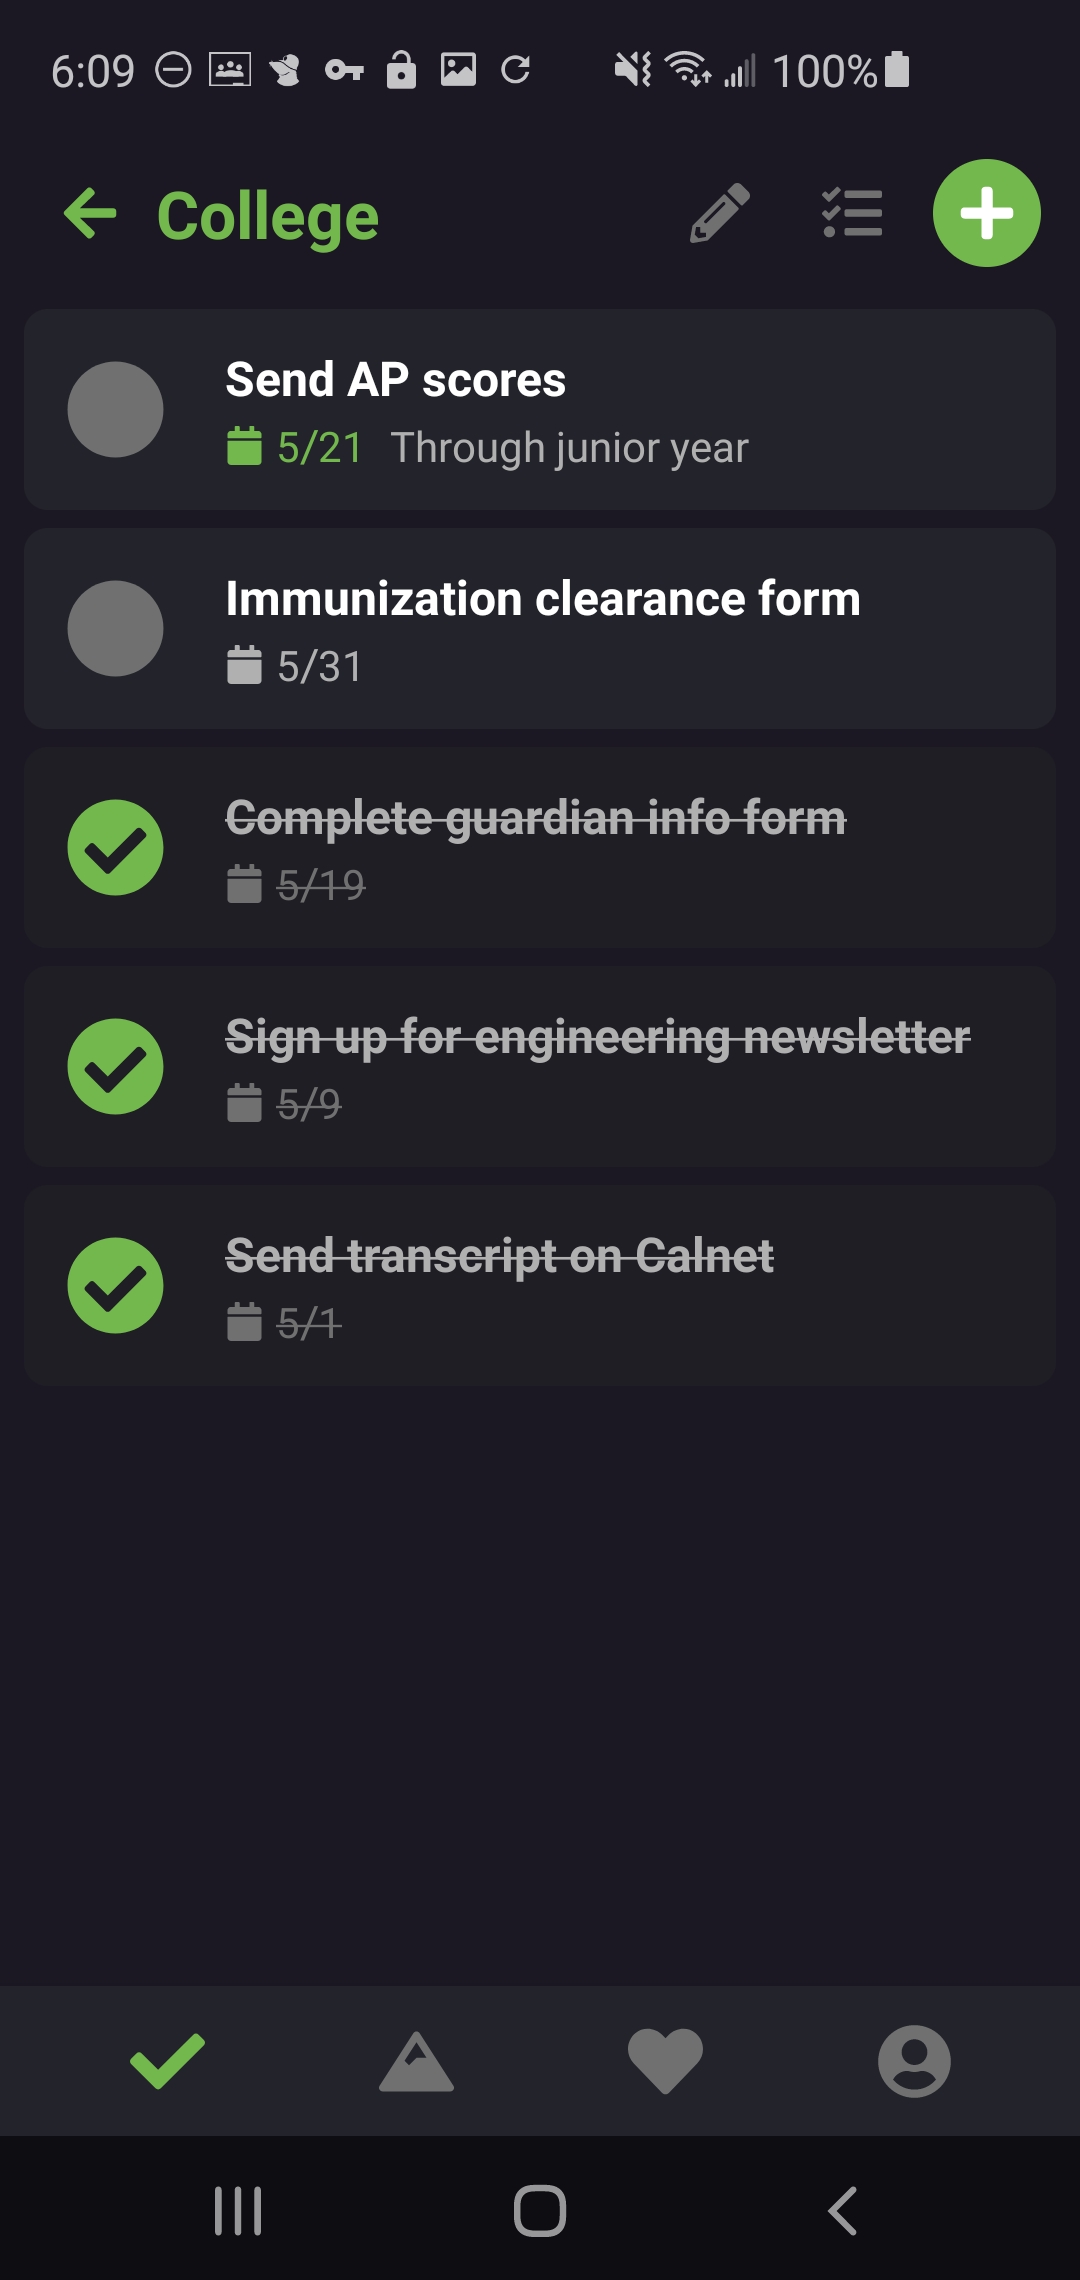 6:09 100%
College
Send AP scores
5/21 Through junior year
Immunization clearance form
5/31
Complete guardian info form
5/19
Sign up for engineering newsletter
5/9
Send transcript on Calnet
5/1